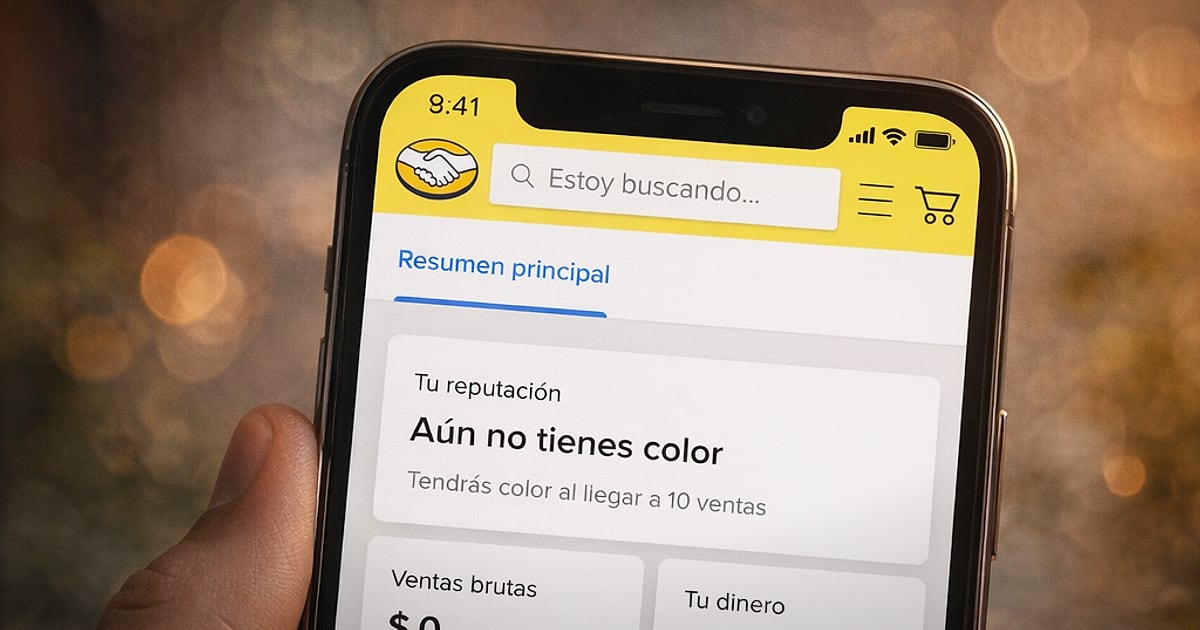 9:41
Estoy buscando...
Resumen principal
Tu reputación
Aún no tienes color
Tendrás color al llegar a 10 ventas
Ventas brutas
Tu dinero
$ 0